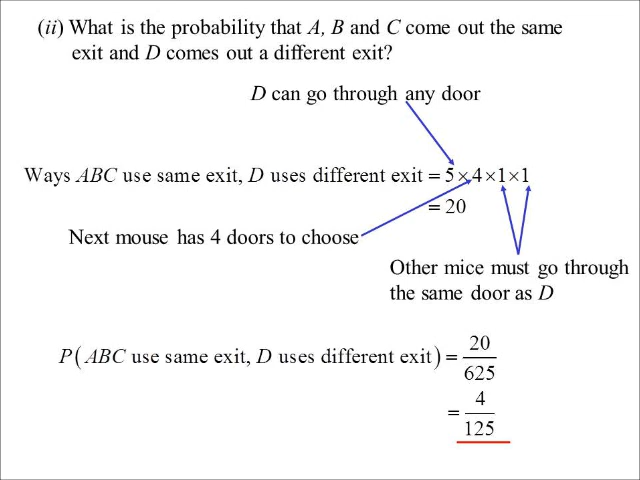 (ii) What is the probability that A, B and C come out the same
exit and D comes out a different exit?
D can go through any door
Ways ABC use same exit, D uses different exit = 5 × 4 × 1 × 1
= 20
Next mouse has 4 doors to choose
Other mice must go through
the same door as D
P(ABC use same exit, D uses different exit) = 20/625
= 4/125